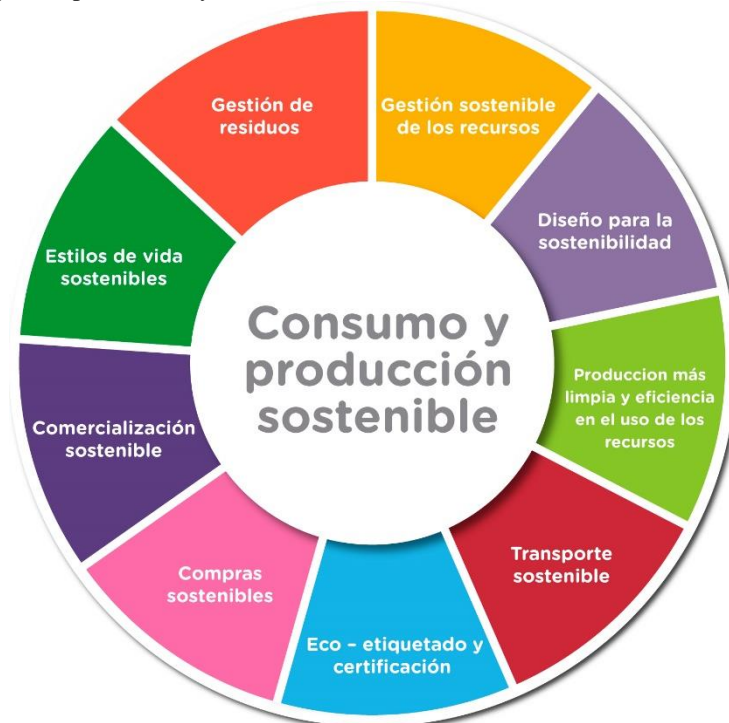 Consumo y
producción
sostenible
Gestión sostenible
de los recursos
Diseño para la
sostenibilidad
Produccion más
limpia y eficiencia
en el uso de los
recursos
Transporte
sostenible
Eco – etiquetado y
certificación
Compras
sostenibles
Comercialización
sostenible
Estilos de vida
sostenibles
Gestión de
residuos